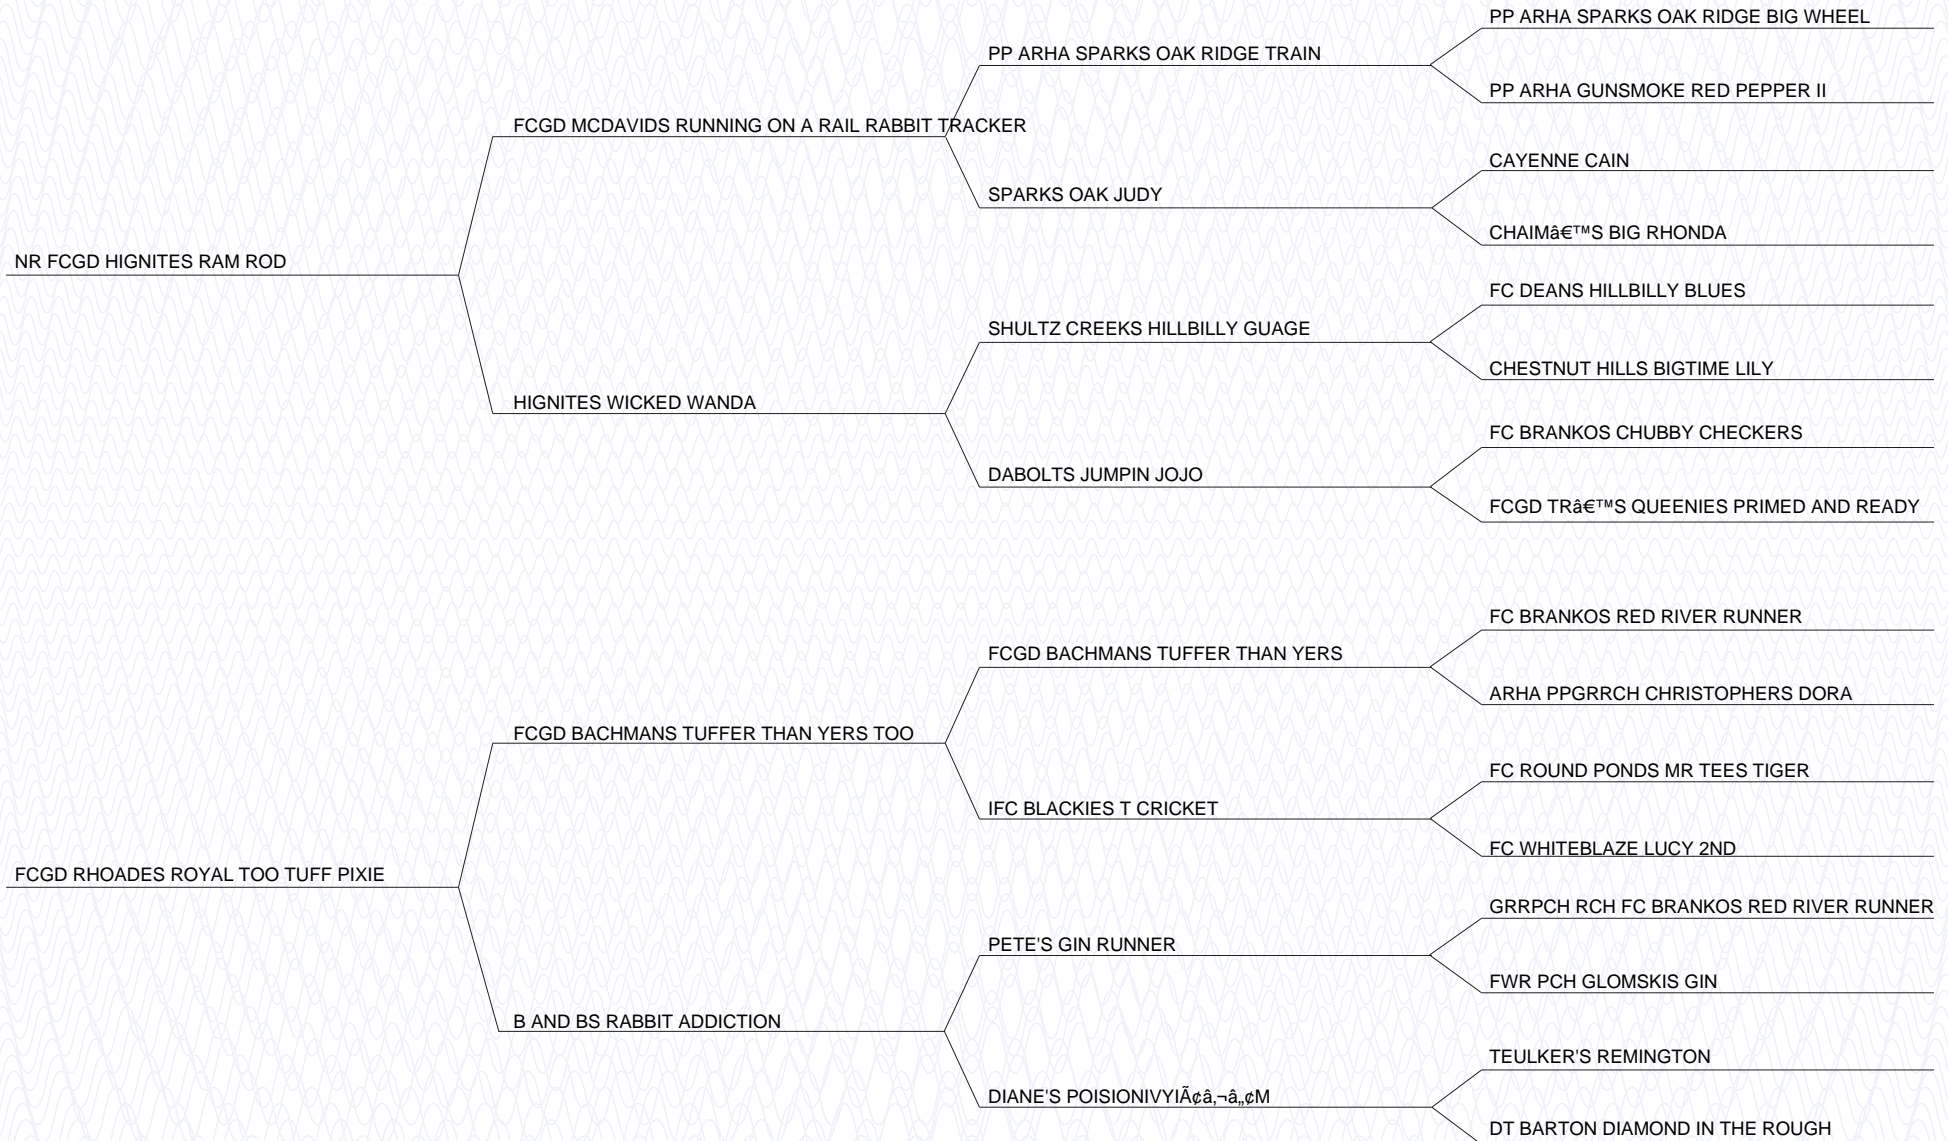 PP ARHA SPARKS OAK RIDGE BIG WHEEL
PP ARHA SPARKS OAK RIDGE TRAIN
PP ARHA GUNSMOKE RED PEPPER II
FCGD MCDAVIDS RUNNING ON A RAIL RABBIT TRACKER
CAYENNE CAIN
SPARKS OAK JUDY
CHAIMâ€™S BIG RHONDA
NR FCGD HIGNITES RAM ROD
FC DEANS HILLBILLY BLUES
SHULTZ CREEKS HILLBILLY GUAGE
CHESTNUT HILLS BIGTIME LILY
HIGNITES WICKED WANDA
FC BRANKOS CHUBBY CHECKERS
DABOLTS JUMPIN JOJO
FCGD TRâ€™S QUEENIES PRIMED AND READY
FC BRANKOS RED RIVER RUNNER
FCGD BACHMANS TUFFER THAN YERS
ARHA PPGRRCH CHRISTOPHERS DORA
FCGD BACHMANS TUFFER THAN YERS TOO
FC ROUND PONDS MR TEES TIGER
IFC BLACKIES T CRICKET
FC WHITEBLAZE LUCY 2ND
FCGD RHOADES ROYAL TOO TUFF PIXIE
GRRPCH RCH FC BRANKOS RED RIVER RUNNER
PETE'S GIN RUNNER
FWR PCH GLOMSKIS GIN
B AND BS RABBIT ADDICTION
TEULKER'S REMINGTON
DIANE'S POISIONIVYIÃ¢â‚¬â„¢M
DT BARTON DIAMOND IN THE ROUGH